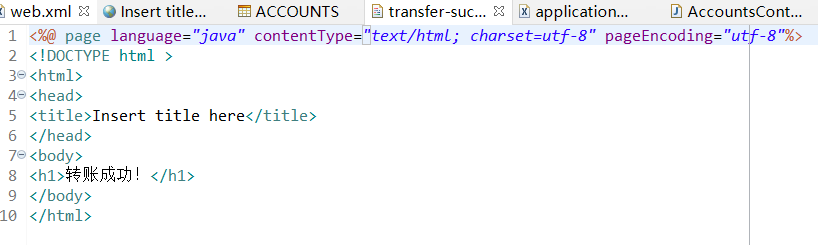 web.xml Insert title... ACCOUNTS transfer-suc... application... AccountsCont...
1 <%@ page language="java" contentType="text/html; charset=utf-8" pageEncoding="utf-8"%>
2 <!DOCTYPE html >
3 <html>
4 <head>
5 <title>Insert title here</title>
6 </head>
7 <body>
8 <h1>转账成功！</h1>
9 </body>
10 </html>